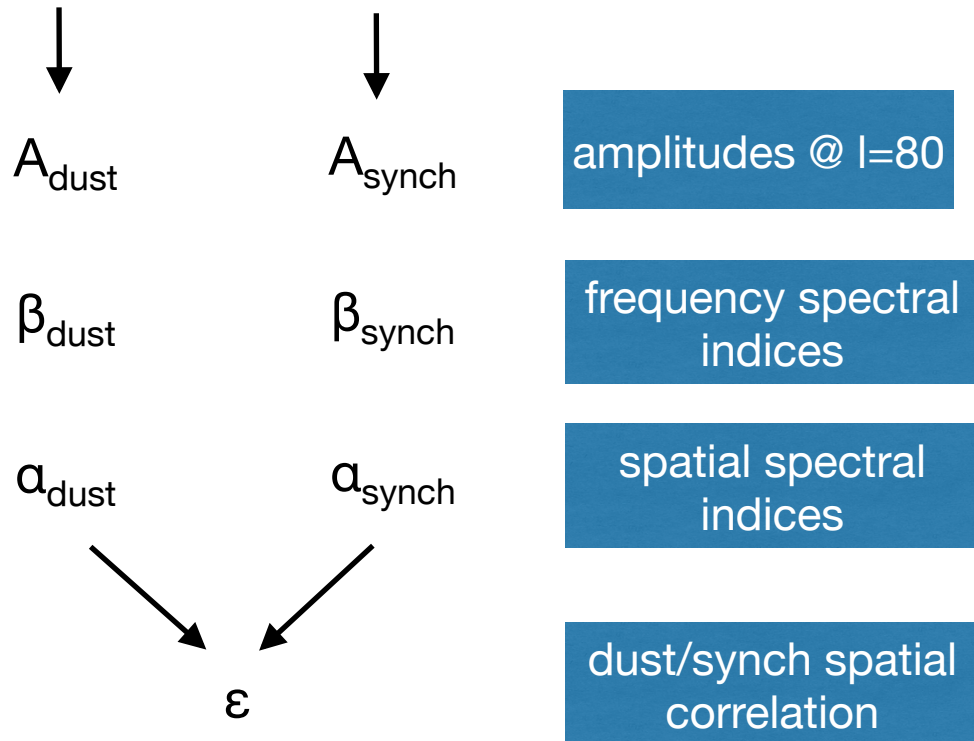 A_dust A_synch amplitudes @ l=80
β_dust β_synch frequency spectral
indices
α_dust α_synch spatial spectral
indices
ε dust/synch spatial
correlation